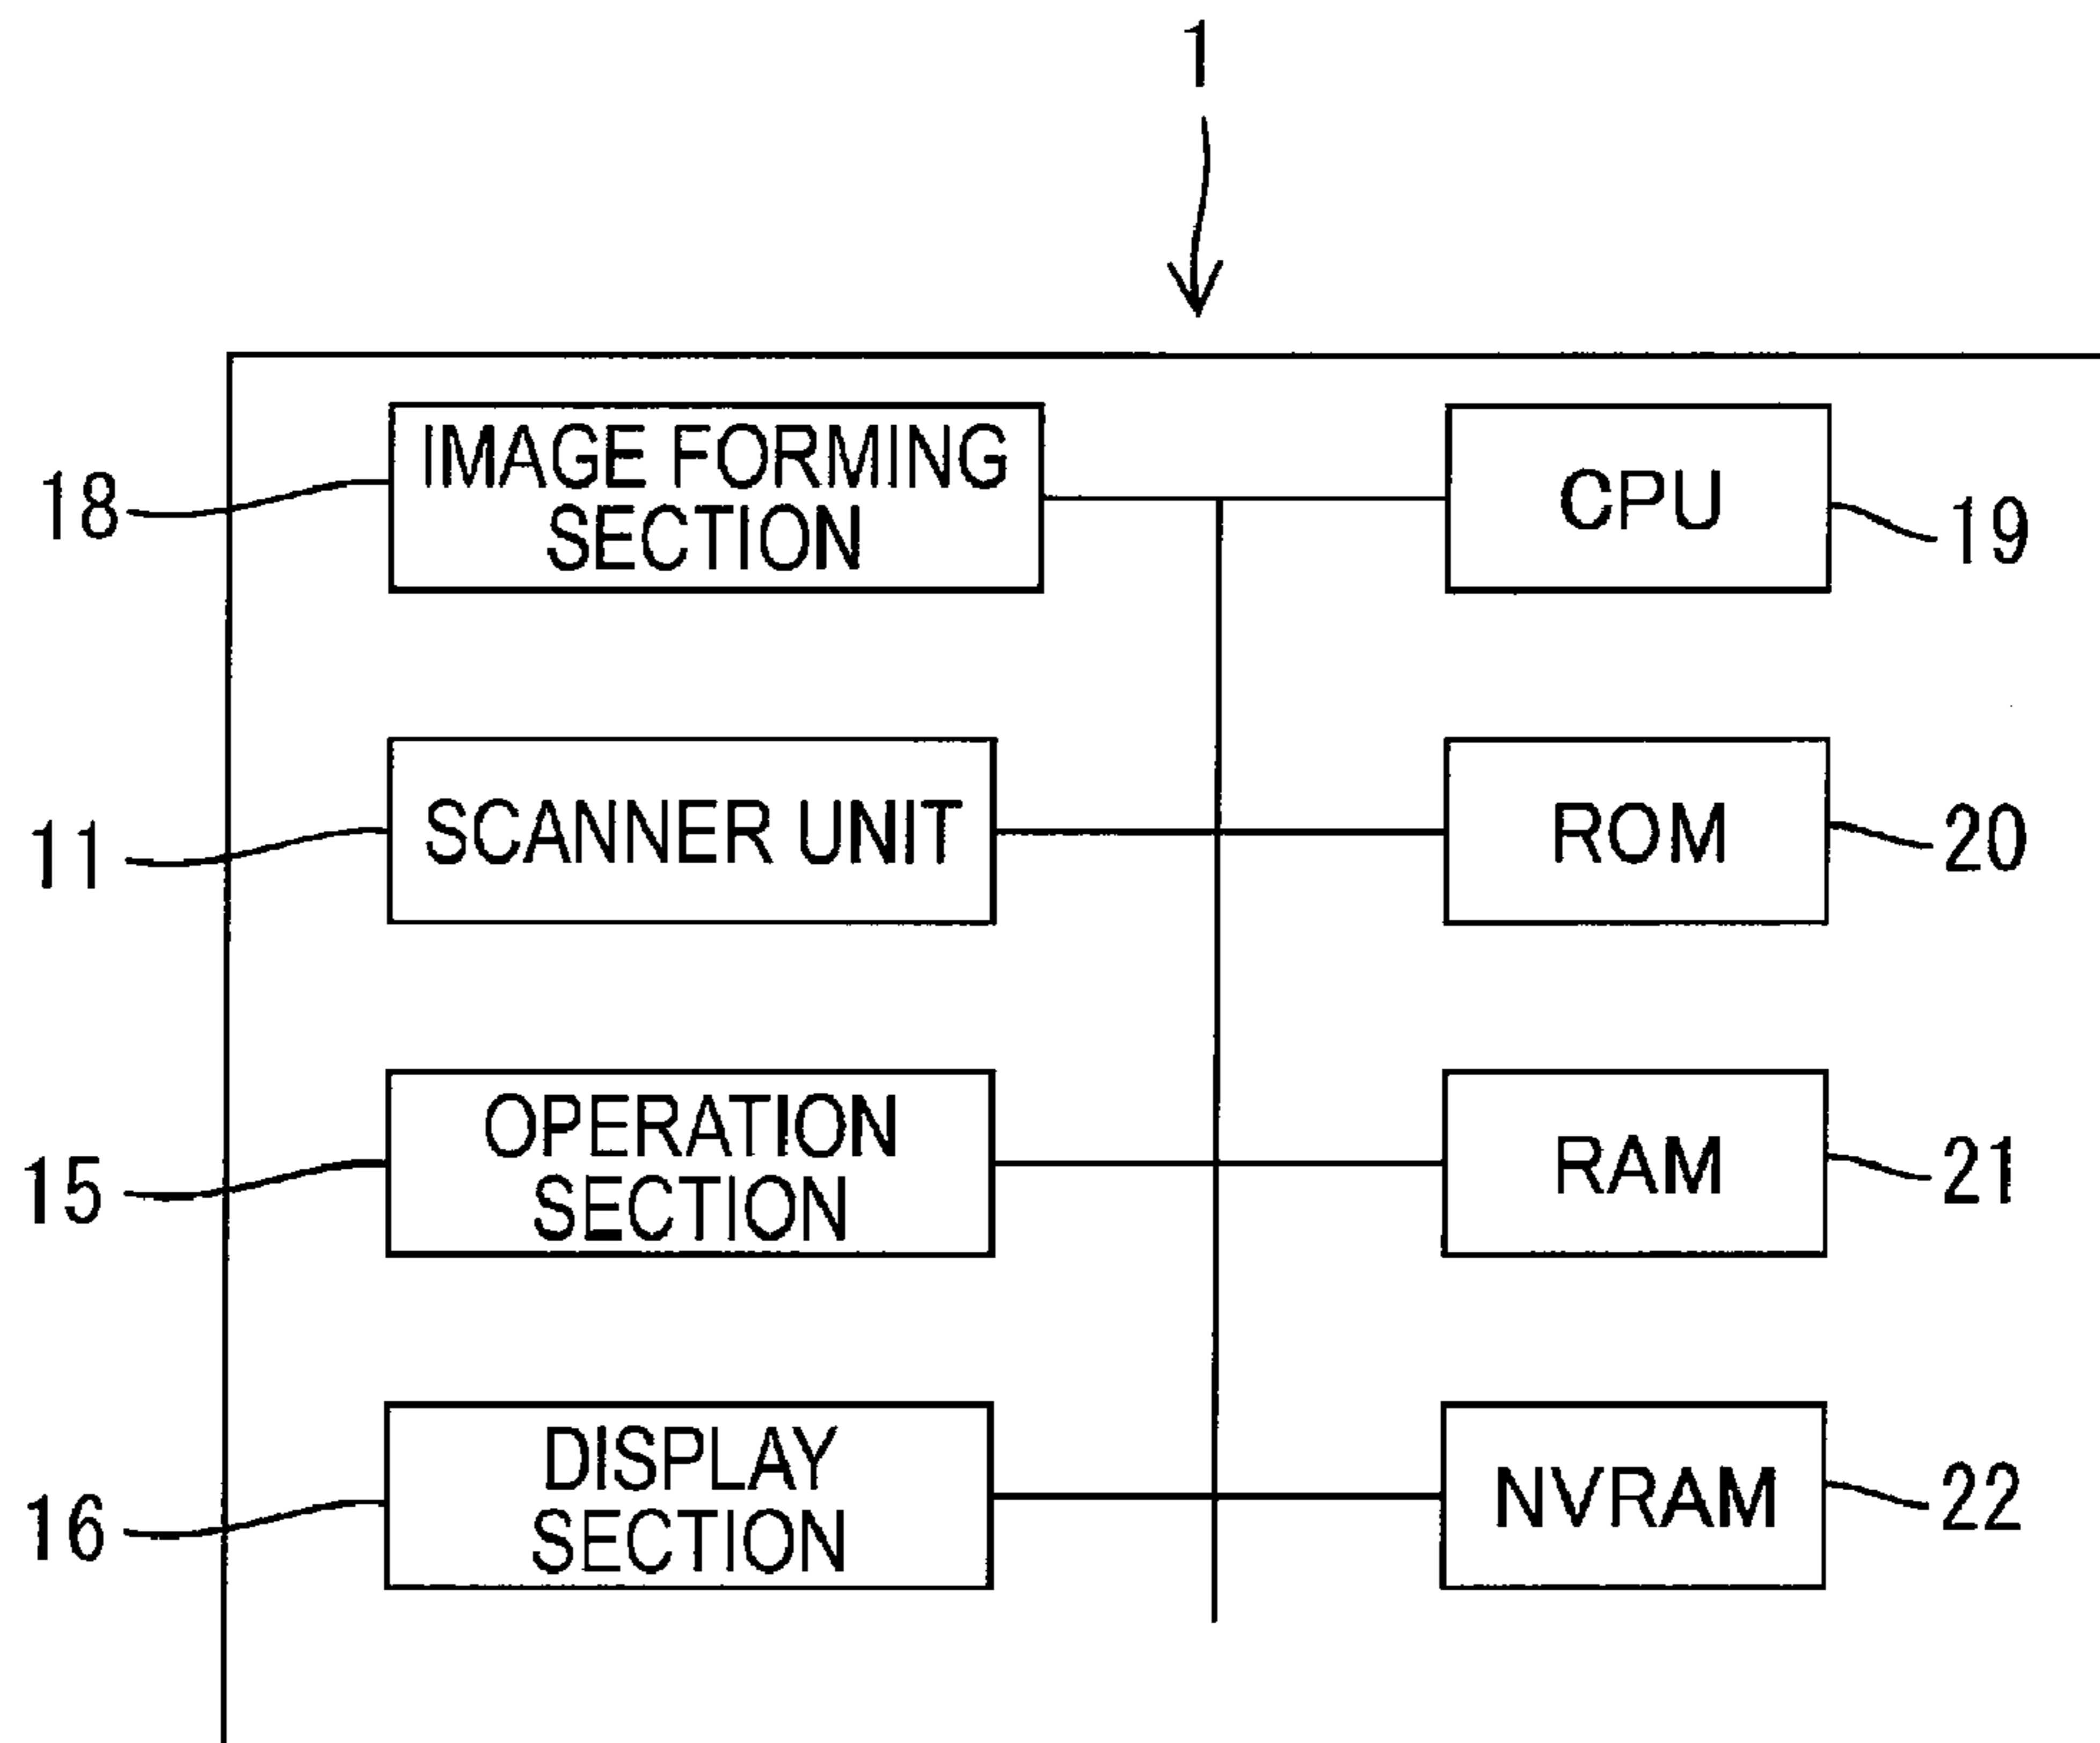 1
IMAGE FORMING
SECTION
18
CPU
19
SCANNER UNIT
11
ROM
20
OPERATION
SECTION
15
RAM
21
DISPLAY
SECTION
16
NVRAM
22